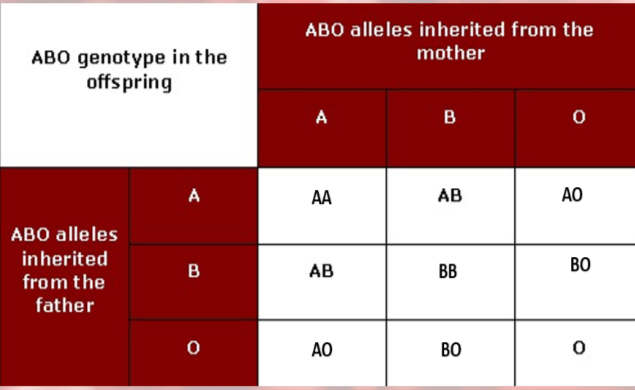 ABO genotype in the
offspring
ABO alleles inherited from the
mother
A B O
ABO alleles
inherited
from the
father
A AA AB AO
B AB BB BO
O AO BO O